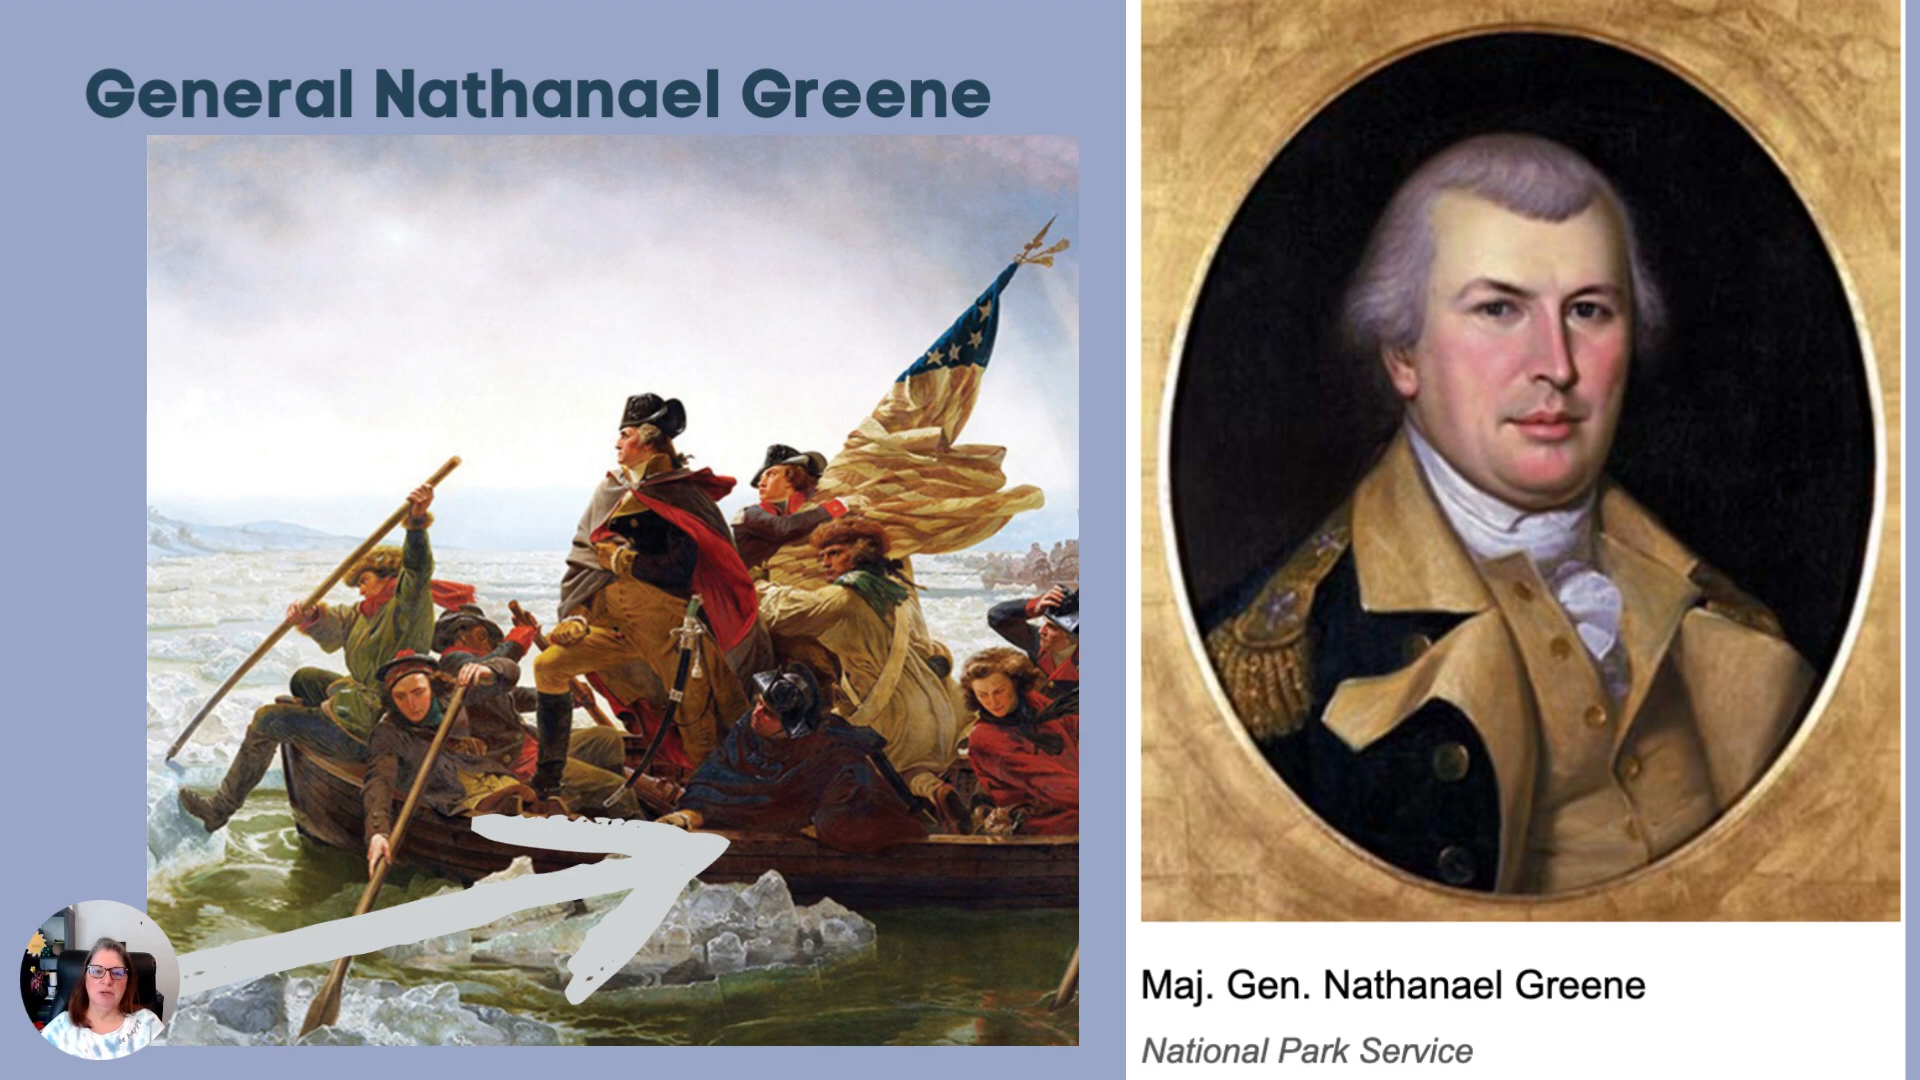 General Nathanael Greene
Maj. Gen. Nathanael Greene
National Park Service